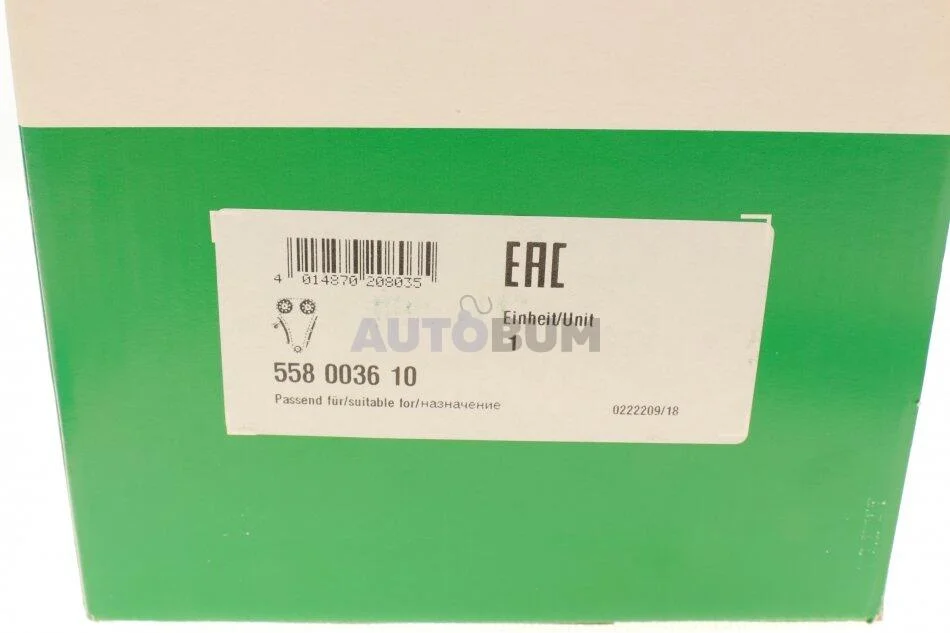 EAC
4 014870 208035
Einheit/Unit
1
AUTOBUM
558 0036 10
Passend für/suitable for/назначение
0222209/18